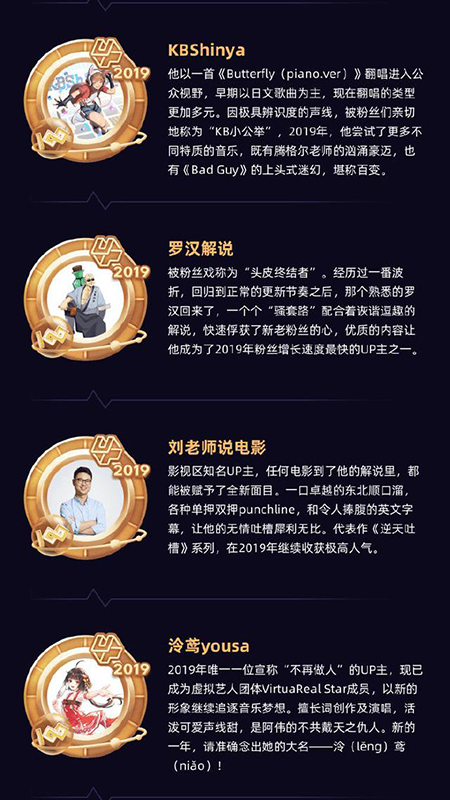 KBShinya
2019
他以一首《Butterfly（piano.ver）》翻唱进入公
众视野，早期以日文歌曲为主，现在翻唱的类型
更加多元。因极具辨识度的声线，被粉丝们亲切
地称为“KB小公举”，2019年，他尝试了更多不
同特质的音乐，既有腾格尔老师的汹涌豪迈，也
有《Bad Guy》的上头式迷幻，堪称百变。
100
罗汉解说
2019
被粉丝戏称为“头皮终结者”。经历过一番波
折，回归到正常的更新节奏之后，那个熟悉的罗
汉回来了，一个个“骚套路”配合着诙谐逗趣的
解说，快速俘获了新老粉丝的心，优质的内容让
他成为了2019年粉丝增长速度最快的UP主之一。
100
刘老师说电影
2019
影视区知名UP主，任何电影到了他的解说里，都
能被赋予了全新面目。一口卓越的东北顺口溜，
各种单押双押punchline，和令人捧腹的英文字
幕，让他的无情吐槽犀利无比。代表作《逆天吐
槽》系列，在2019年继续收获极高人气。
100
泠鸢yousa
2019
2019年唯一一位宣称“不再做人”的UP主，现已
成为虚拟艺人团体VirtuaReal Star成员，以新的
形象继续追逐音乐梦想。擅长词创作及演唱，活
泼可爱声线甜，是阿伟的不共戴天之仇人。新的
一年，请准确念出她的大名——泠（lěng）鸢
（niǎo）！
100